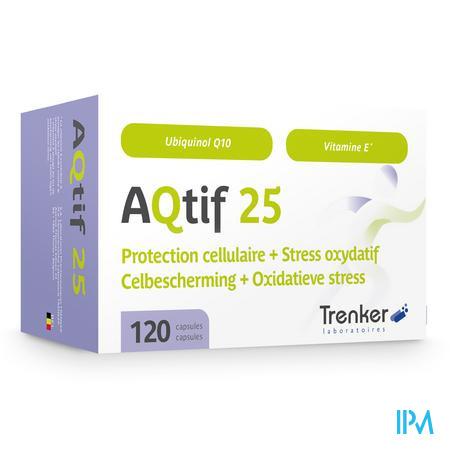 Ubiquinol Q10
Vitamine E*
AQtif 25
Protection cellulaire + Stress oxydatif
Celbescherming + Oxidatieve stress
120 capsules
capsules
Trenker
laboratoires
AQtif 25
IPM